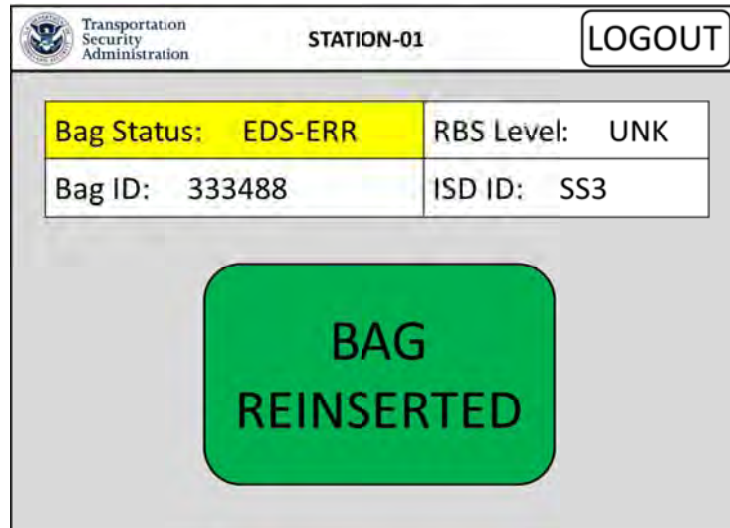 Transportation
Security
Administration
STATION-01
LOGOUT
Bag Status: EDS-ERR
RBS Level: UNK
Bag ID: 333488
ISD ID: SS3
BAG
REINSERTED